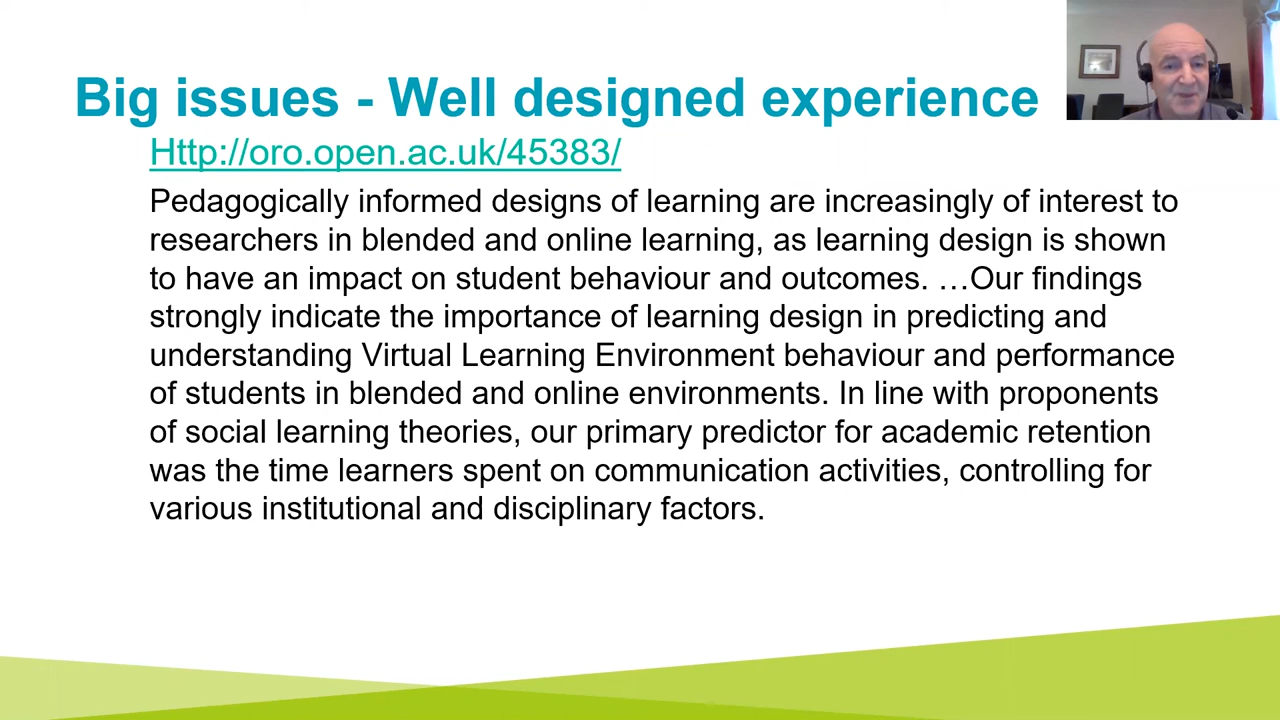 Big issues - Well designed experience
Http://oro.open.ac.uk/45383/
Pedagogically informed designs of learning are increasingly of interest to
researchers in blended and online learning, as learning design is shown
to have an impact on student behaviour and outcomes. …Our findings
strongly indicate the importance of learning design in predicting and
understanding Virtual Learning Environment behaviour and performance
of students in blended and online environments. In line with proponents
of social learning theories, our primary predictor for academic retention
was the time learners spent on communication activities, controlling for
various institutional and disciplinary factors.